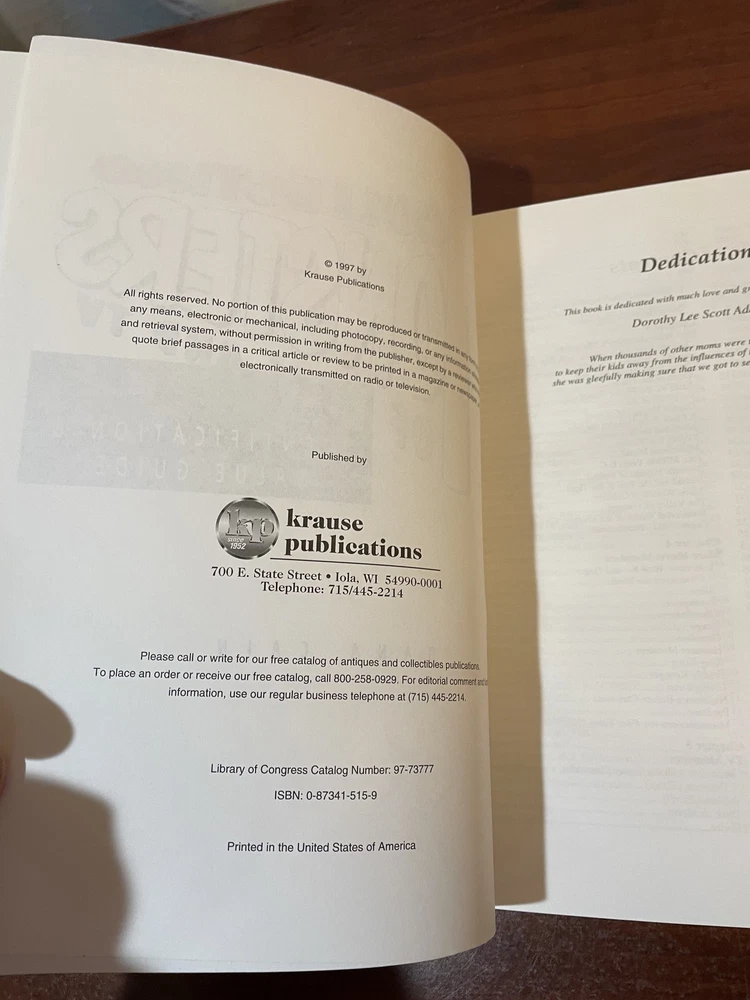 © 1997 by
Krause Publications
All rights reserved. No portion of this publication may be reproduced or transmitted in any
any means, electronic or mechanical, including photocopy, recording, or any information
and retrieval system, without permission in writing from the publisher, except by a reviewer
quote brief passages in a critical article or review to be printed in a magazine or
electronically transmitted on radio or television.
Published by
kp
since
1952
krause
publications
700 E. State Street • Iola, WI 54990-0001
Telephone: 715/445-2214
Please call or write for our free catalog of antiques and collectibles publications.
To place an order or receive our free catalog, call 800-258-0929. For editorial comment and
information, use our regular business telephone at (715) 445-2214.
Library of Congress Catalog Number: 97-73777
ISBN: 0-87341-515-9
Printed in the United States of America
Dedication
This book is dedicated with much love and
Dorothy Lee Scott
When thousands of other moms were
to keep their kids away from the influences of
she was gleefully making sure that we got to